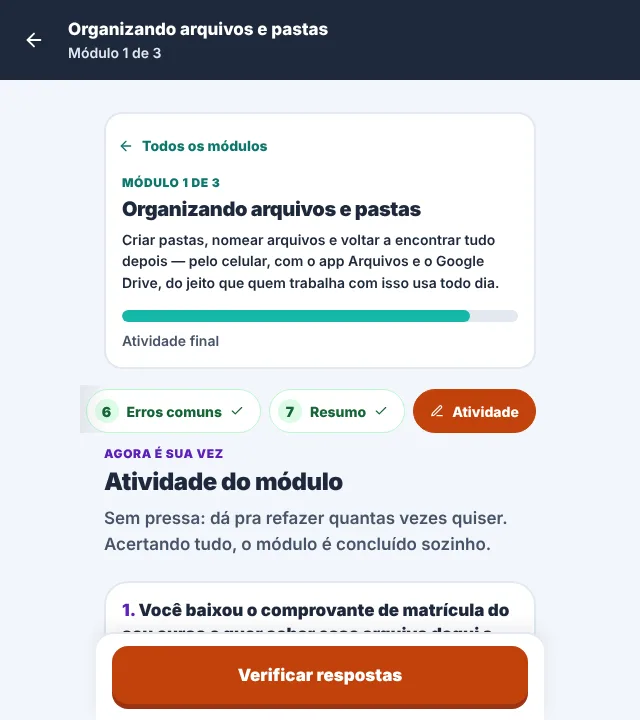 Organizando arquivos e pastas
Módulo 1 de 3
Todos os módulos
MÓDULO 1 DE 3
Organizando arquivos e pastas
Criar pastas, nomear arquivos e voltar a encontrar tudo
depois — pelo celular, com o app Arquivos e o Google
Drive, do jeito que quem trabalha com isso usa todo dia.
Atividade final
6 Erros comuns
7 Resumo
Atividade
AGORA É SUA VEZ
Atividade do módulo
Sem pressa: dá pra refazer quantas vezes quiser.
Acertando tudo, o módulo é concluído sozinho.
1. Você baixou o comprovante de matrícula do
Verificar respostas